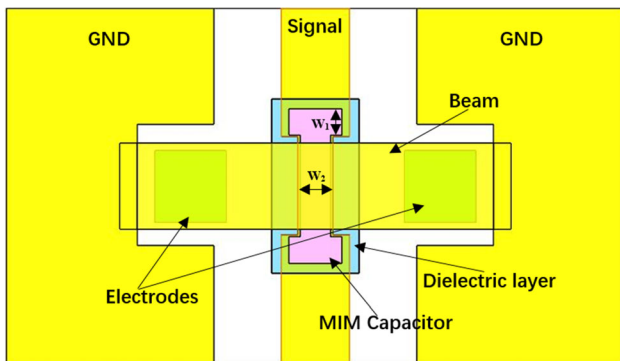 Signal
GND
GND
Beam
W1
W2
Electrodes
Dielectric layer
MIM Capacitor